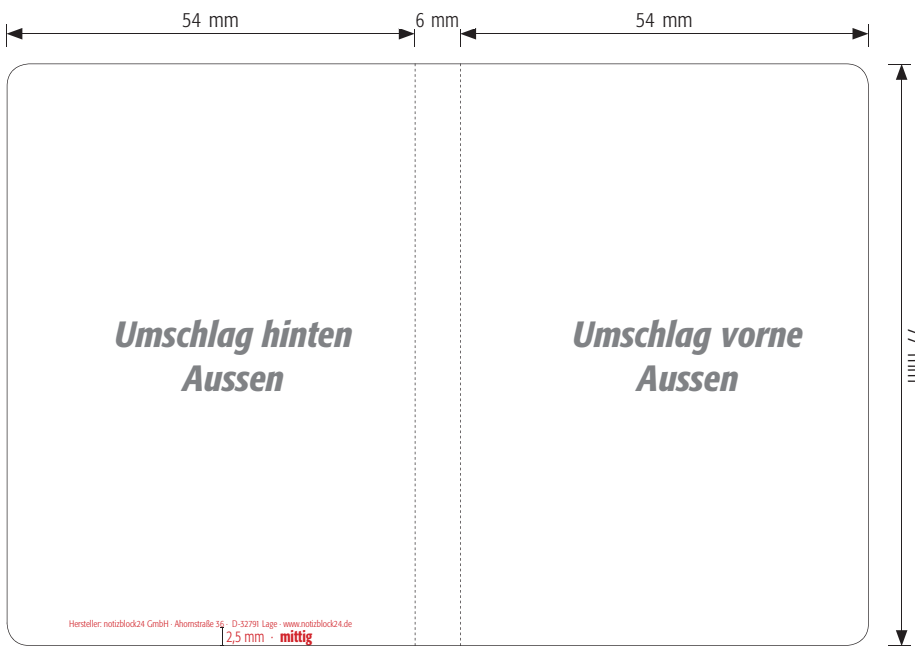 54 mm
6 mm
54 mm
Umschlag hinten
Aussen
Umschlag vorne
Aussen
Hersteller: notizblock24 GmbH · Ahornstraße 36 · D-32791 Lage · www.notizblock24.de
2,5 mm · mittig